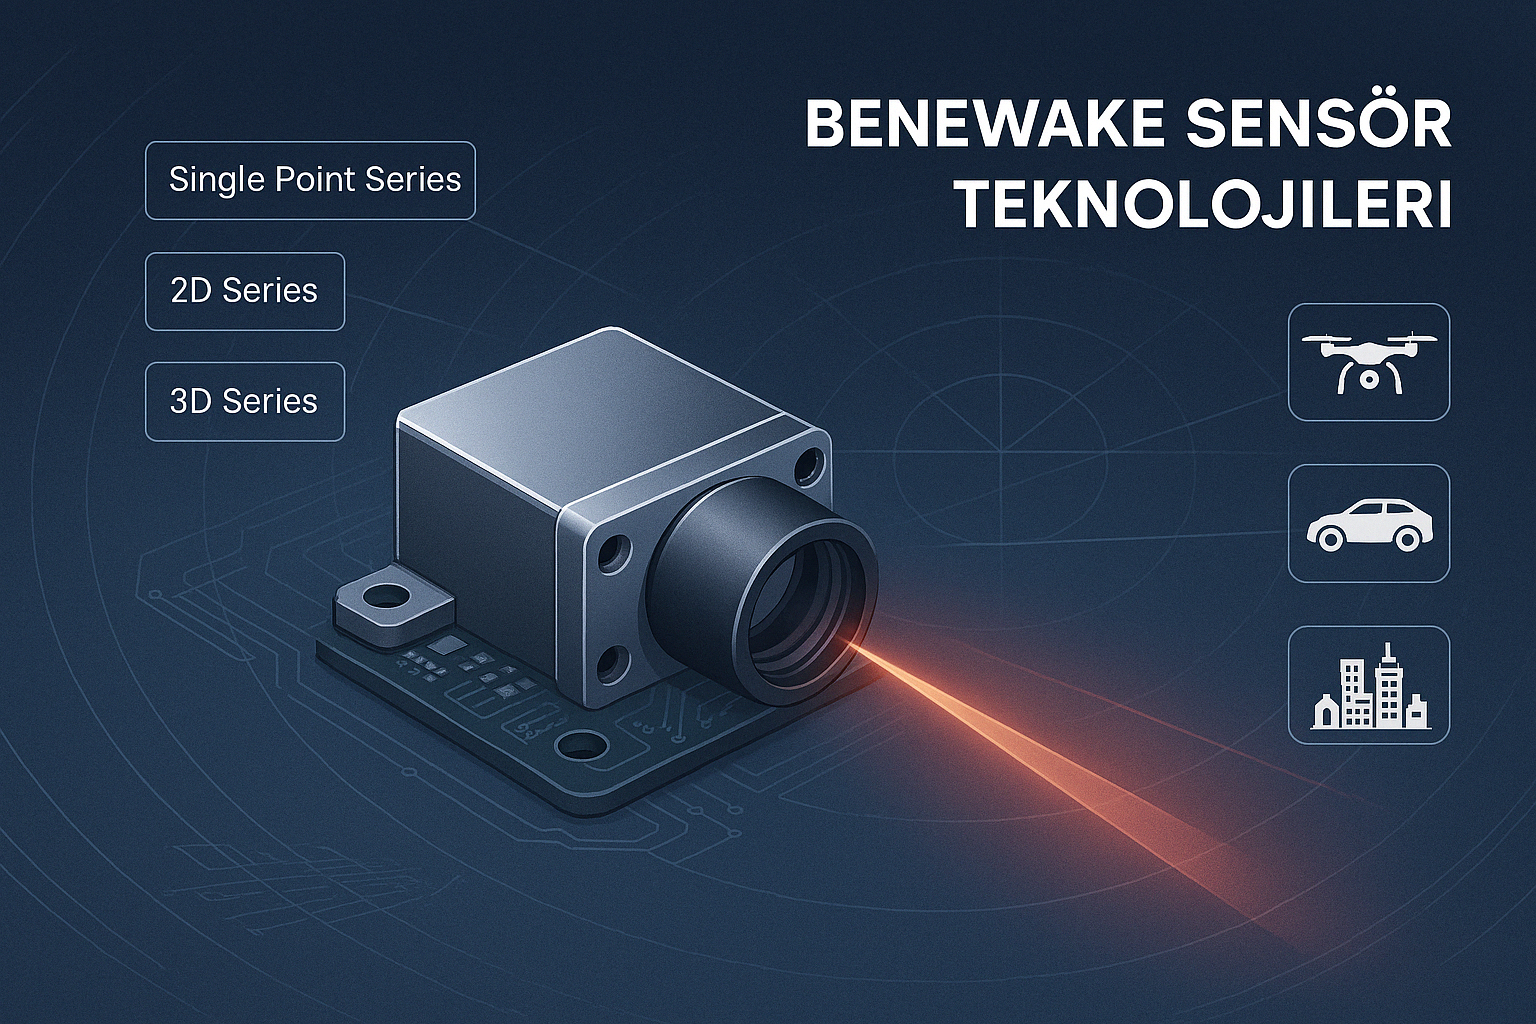 BENEWAKE SENSÖR
TEKNOLOJILERI
Single Point Series
2D Series
3D Series